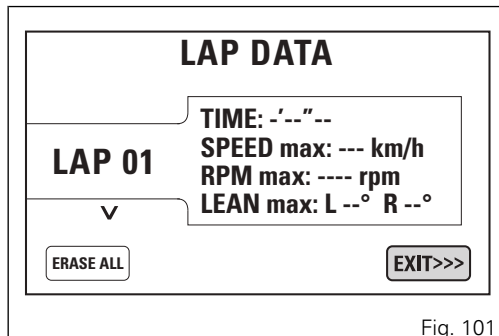 LAP DATA
LAP 01
TIME: -'--"--
SPEED max: --- km/h
RPM max: ---- rpm
LEAN max: L --° R --°
ERASE ALL
EXIT>>>
Fig. 101